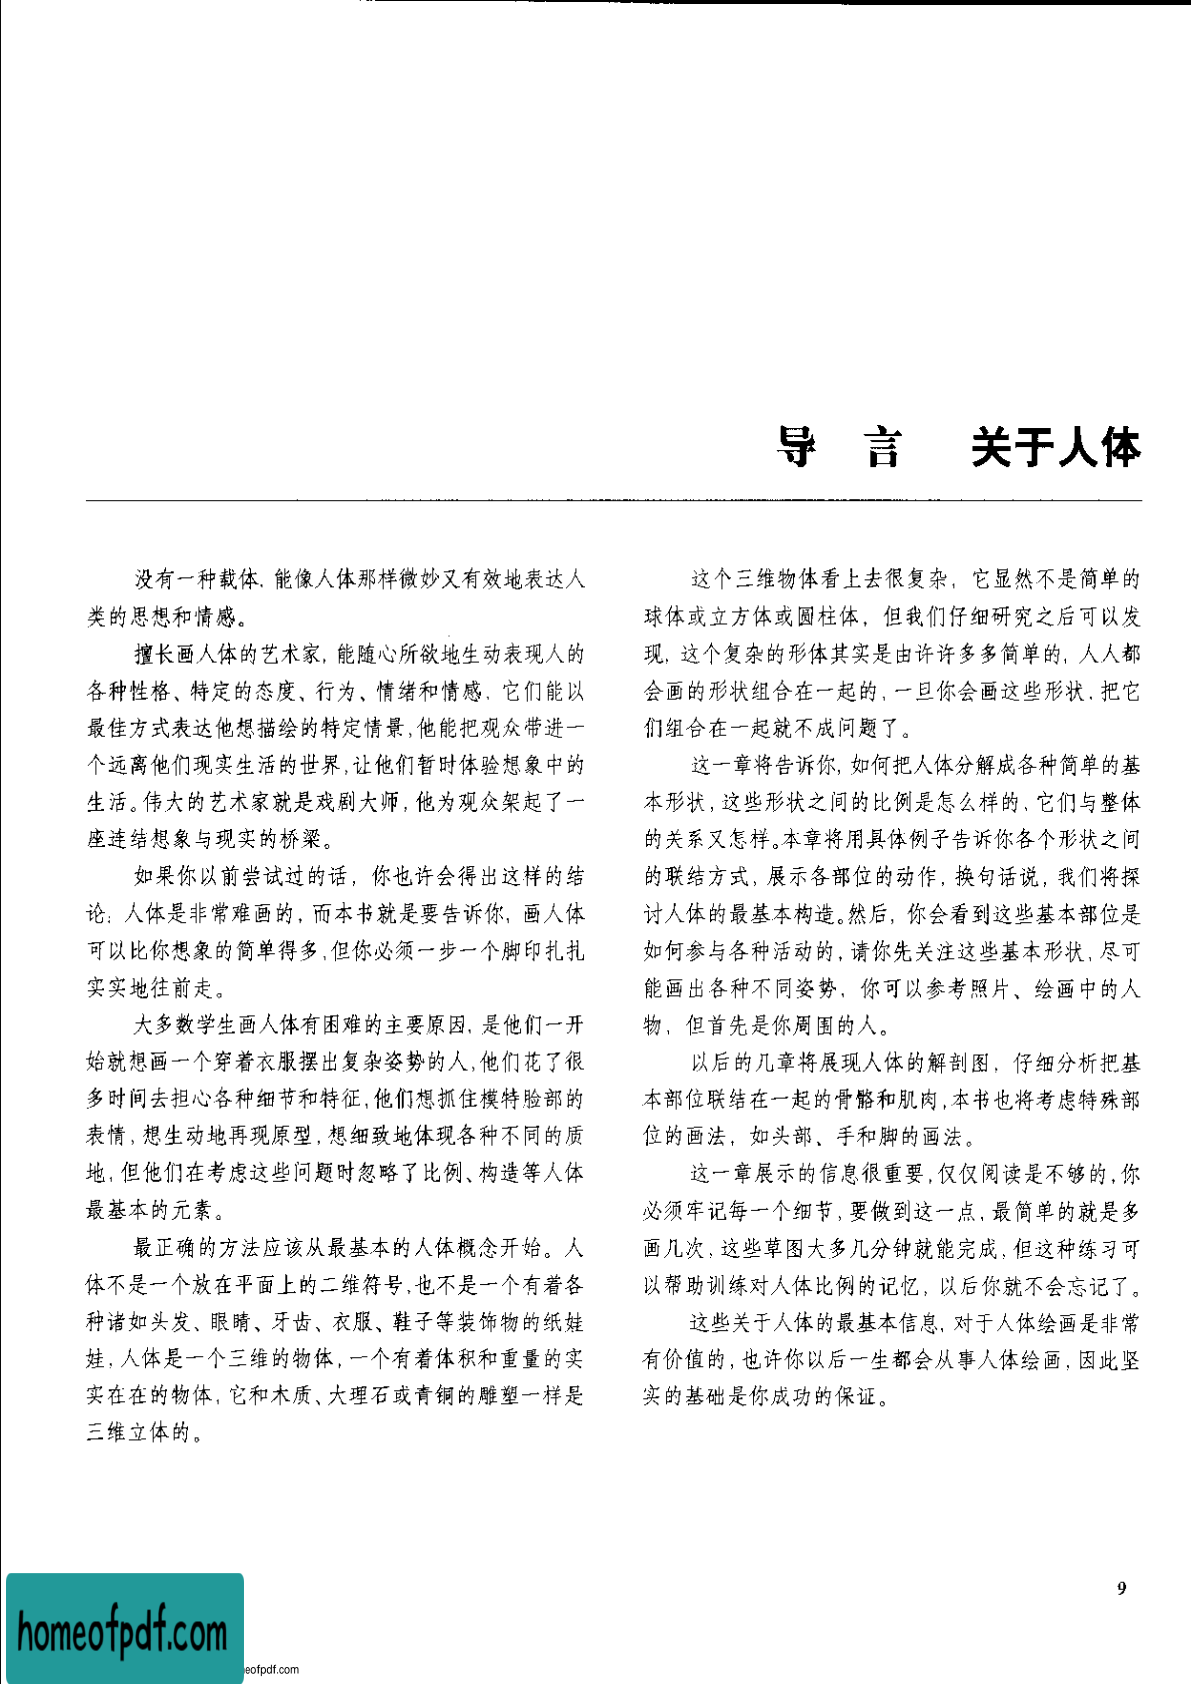 导 言 关于人体
没有一种载体，能像人体那样微妙又有效地表达人
类的思想和情感。
擅长画人体的艺术家，能随心所欲地生动表现人的
各种性格、特定的态度、行为、情绪和情感，它们能以
最佳方式表达他想描绘的特定情景，他能把观众带进一
个远离他们现实生活的世界，让他们暂时体验想象中的
生活。伟大的艺术家就是戏剧大师，他为观众架起了一
座连结想象与现实的桥梁。
如果你以前尝试过的话，你也许会得出这样的结
论：人体是非常难画的，而本书就是要告诉你，画人体
可以比你想象的简单得多，但你必须一步一个脚印扎扎
实实地往前走。
大多数学生画人体有困难的主要原因，是他们一开
始就想画一个穿着衣服摆出复杂姿势的人，他们花了很
多时间去担心各种细节和特征，他们想抓住模特脸部的
表情，想生动地再现原型，想细致地体现各种不同的质
地，但他们在考虑这些问题时忽略了比例、构造等人体
最基本的元素。
最正确的方法应该从最基本的人体概念开始。人
体不是一个放在平面上的二维符号，也不是一个有着各
种诸如头发、眼睛、牙齿、衣服、鞋子等装饰物的纸娃
娃，人体是一个三维的物体，一个有着体积和重量的实
实在在的物体，它和木质、大理石或青铜的雕塑一样是
三维立体的。
这个三维物体看上去很复杂，它显然不是简单的
球体或立方体或圆柱体，但我们仔细研究之后可以发
现，这个复杂的形体其实是由许许多多简单的，人人都
会画的形状组合在一起的，一旦你会画这些形状，把它
们组合在一起就不成问题了。
这一章将告诉你，如何把人体分解成各种简单的基
本形状，这些形状之间的比例是怎么样的，它们与整体
的关系又怎样。本章将用具体例子告诉你各个形状之间
的联结方式，展示各部位的动作，换句话说，我们将探
讨人体的最基本构造。然后，你会看到这些基本部位是
如何参与各种活动的，请你先关注这些基本形状，尽可
能画出各种不同姿势，你可以参考照片、绘画中的人
物，但首先是你周围的人。
以后的几章将展现人体的解剖图，仔细分析把基
本部位联结在一起的骨骼和肌肉，本书也将考虑特殊部
位的画法，如头部、手和脚的画法。
这一章展示的信息很重要，仅仅阅读是不够的，你
必须牢记每一个细节，要做到这一点，最简单的就是多
画几次，这些草图大多几分钟就能完成，但这种练习可
以帮助训练对人体比例的记忆，以后你就不会忘记了。
这些关于人体的最基本信息，对于人体绘画是非常
有价值的，也许你以后一生都会从事人体绘画，因此坚
实的基础是你成功的保证。
9
homeofpdf.com
eofpdf.com